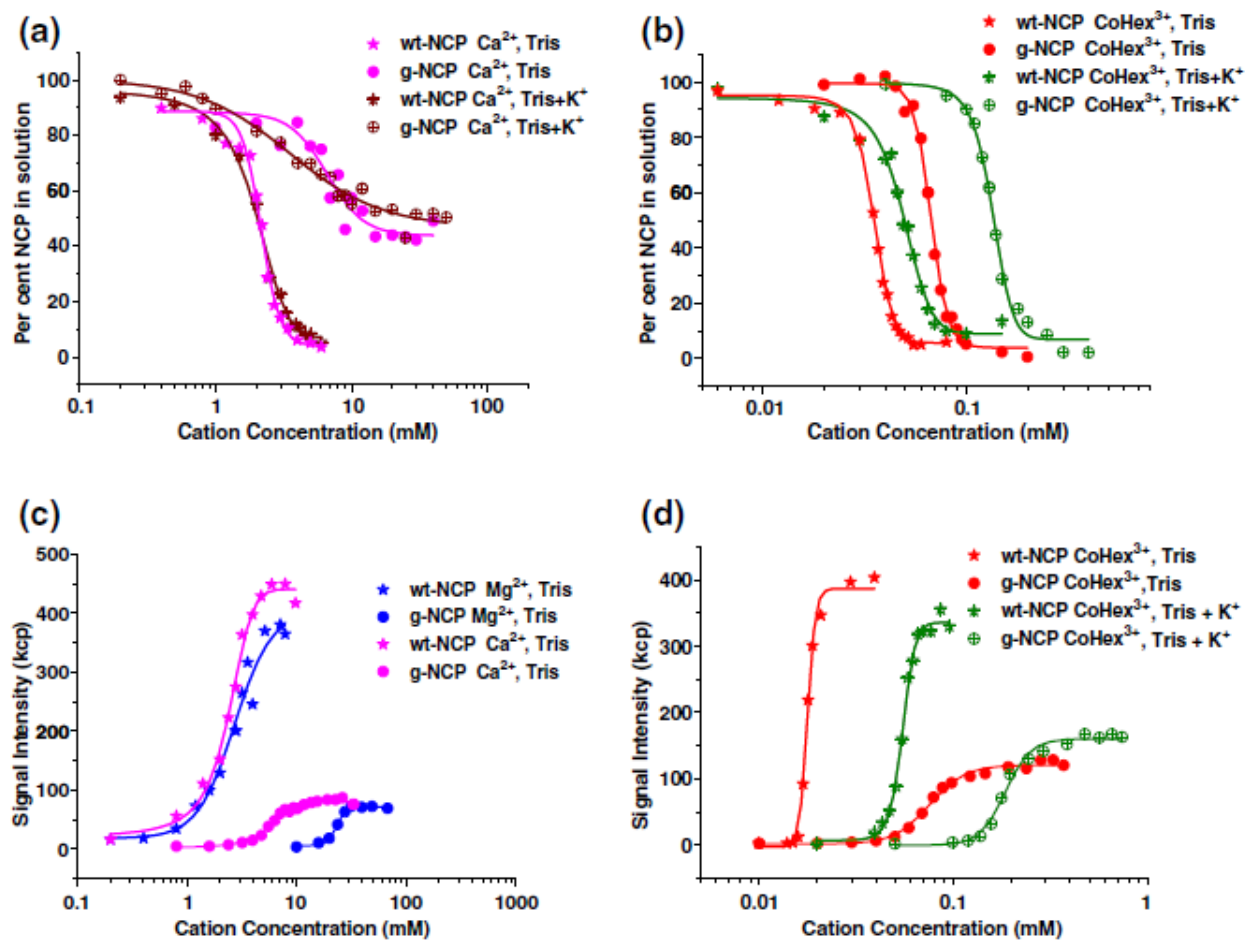 (a)
wt-NCP Ca²⁺, Tris
g-NCP Ca²⁺, Tris
wt-NCP Ca²⁺, Tris+K⁺
g-NCP Ca²⁺, Tris+K⁺
Per cent NCP in solution
100
80
60
40
20
0
0.1 1 10 100
Cation Concentration (mM)
(b)
wt-NCP CoHex³⁺, Tris
g-NCP CoHex³⁺, Tris
wt-NCP CoHex³⁺, Tris+K⁺
g-NCP CoHex³⁺, Tris+K⁺
Per cent NCP in solution
100
80
60
40
20
0
0.01 0.1
Cation Concentration (mM)
(c)
wt-NCP Mg²⁺, Tris
g-NCP Mg²⁺, Tris
wt-NCP Ca²⁺, Tris
g-NCP Ca²⁺, Tris
Signal Intensity (kcp)
500
400
300
200
100
0
0.1 1 10 100 1000
Cation Concentration (mM)
(d)
wt-NCP CoHex³⁺, Tris
g-NCP CoHex³⁺,Tris
wt-NCP CoHex³⁺, Tris + K⁺
g-NCP CoHex³⁺, Tris + K⁺
Signal Intensity (kcp)
400
300
200
100
0
0.01 0.1 1
Cation Concentration (mM)